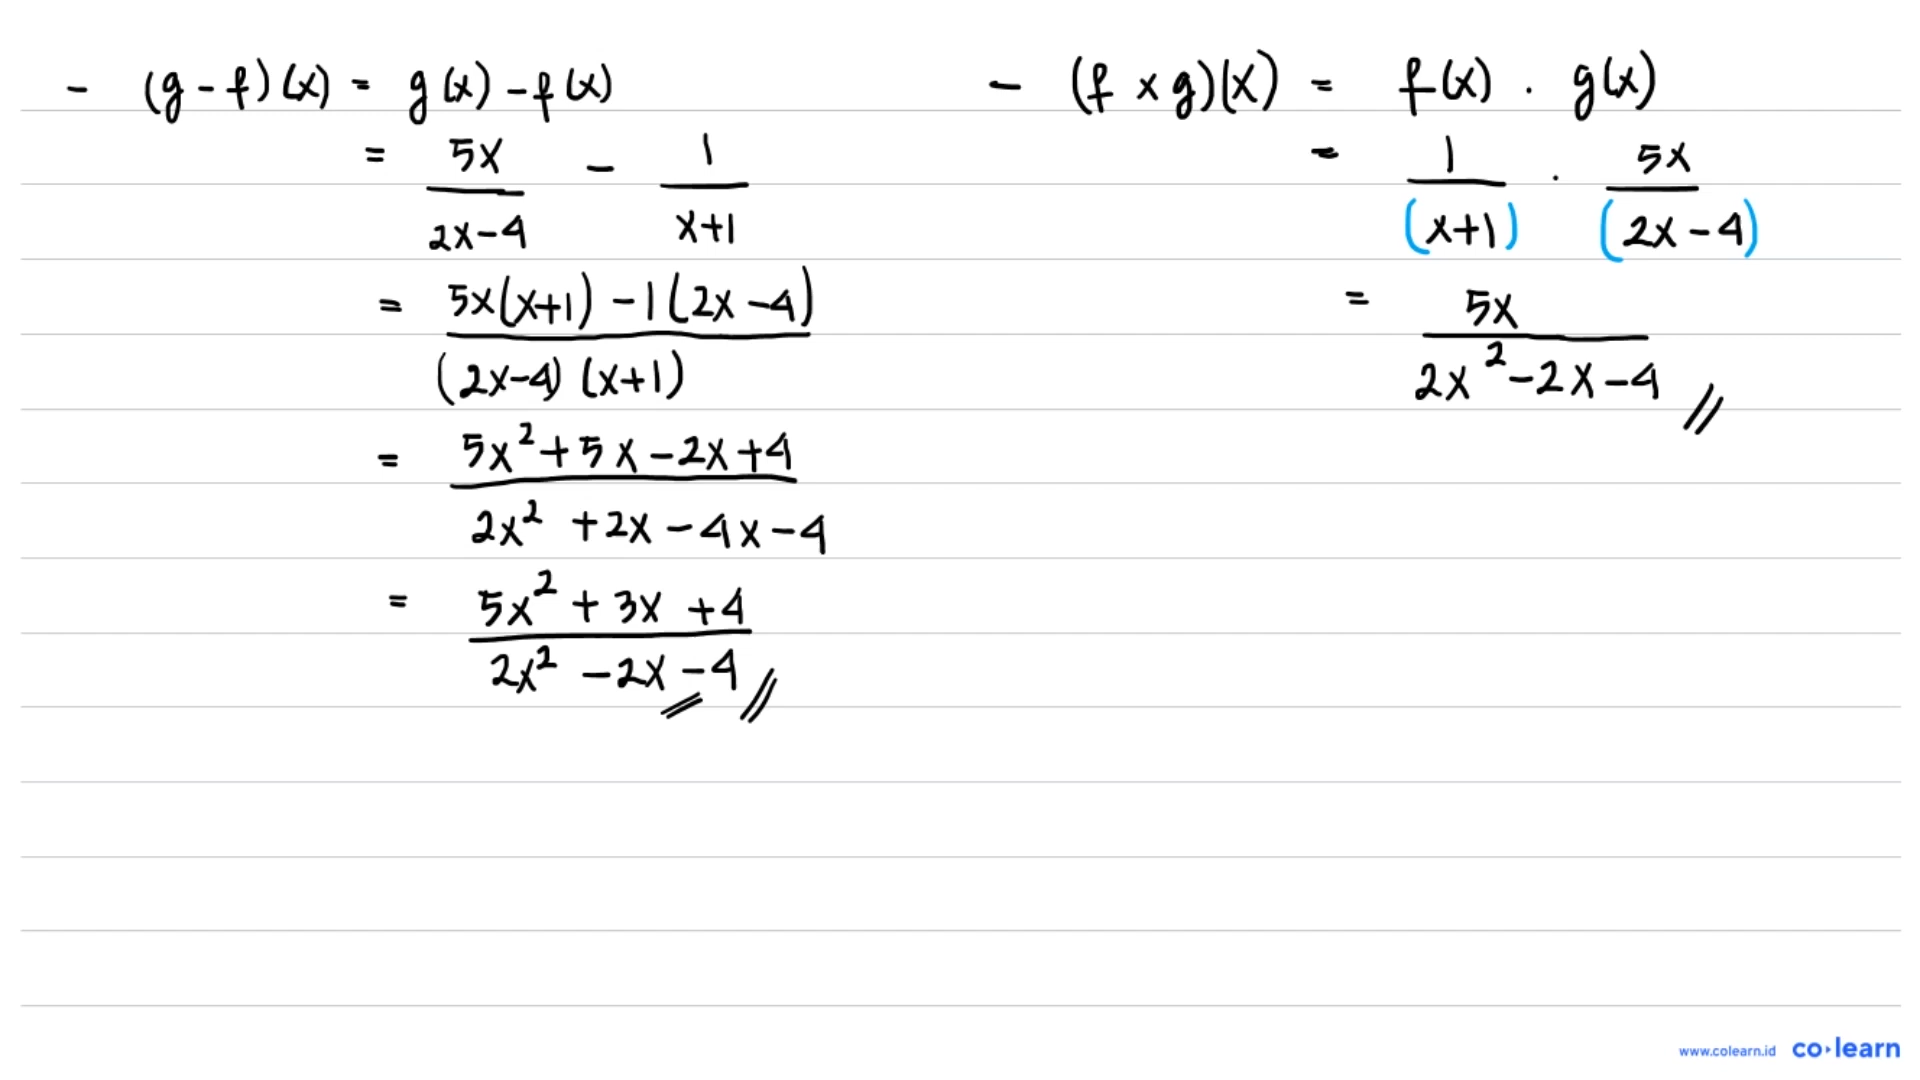 - (g - f)(x) = g(x) - f(x)
= 5x/(2x-4) - 1/(x+1)
= (5x(x+1) - 1(2x-4))/((2x-4)(x+1))
= (5x² + 5x - 2x + 4)/(2x² + 2x - 4x - 4)
= (5x² + 3x + 4)/(2x² - 2x - 4) //
- (f × g)(x) = f(x) . g(x)
= 1/(x+1) . 5x/(2x-4)
= 5x/(2x² - 2x - 4) //
www.colearn.id co learn